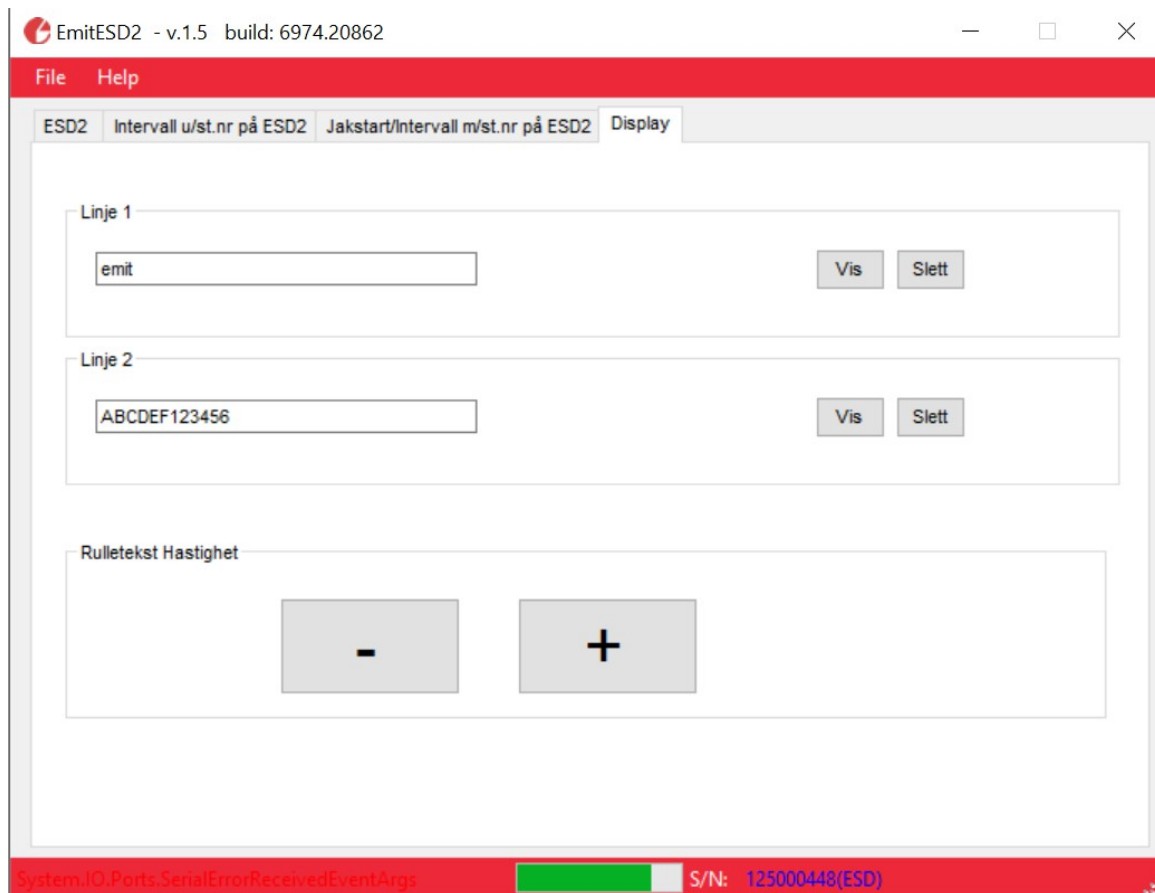 EmitESD2 - v.1.5 build: 6974.20862
File Help
ESD2 Intervall u/st.nr på ESD2 Jakstart/Intervall m/st.nr på ESD2 Display
Linje 1
emit Vis Slett
Linje 2
ABCDEF123456 Vis Slett
Rulletekst Hastighet
- +
System.IO.Ports.SerialErrorReceivedEventArgs S/N: 125000448(ESD)